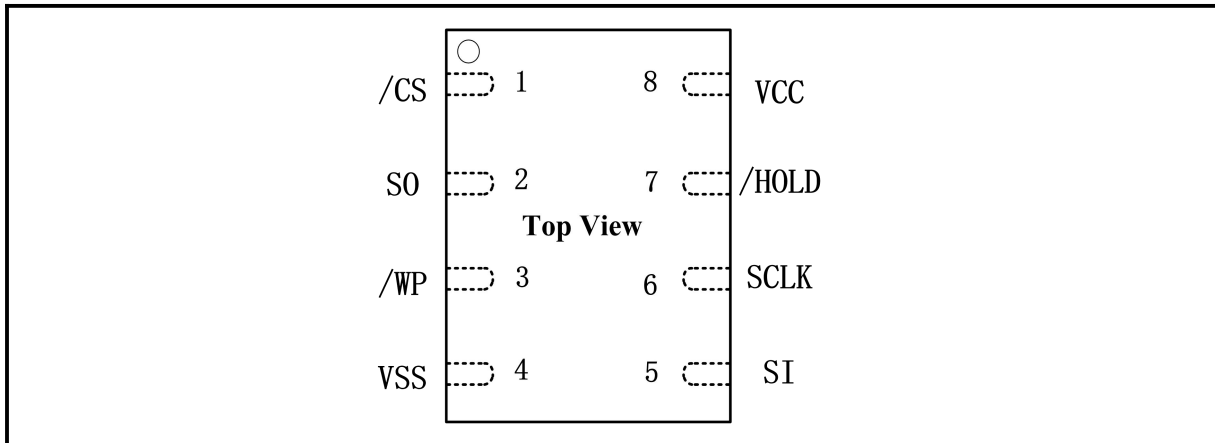 /CS 1 8 VCC
SO 2 7 /HOLD
Top View
/WP 3 6 SCLK
VSS 4 5 SI